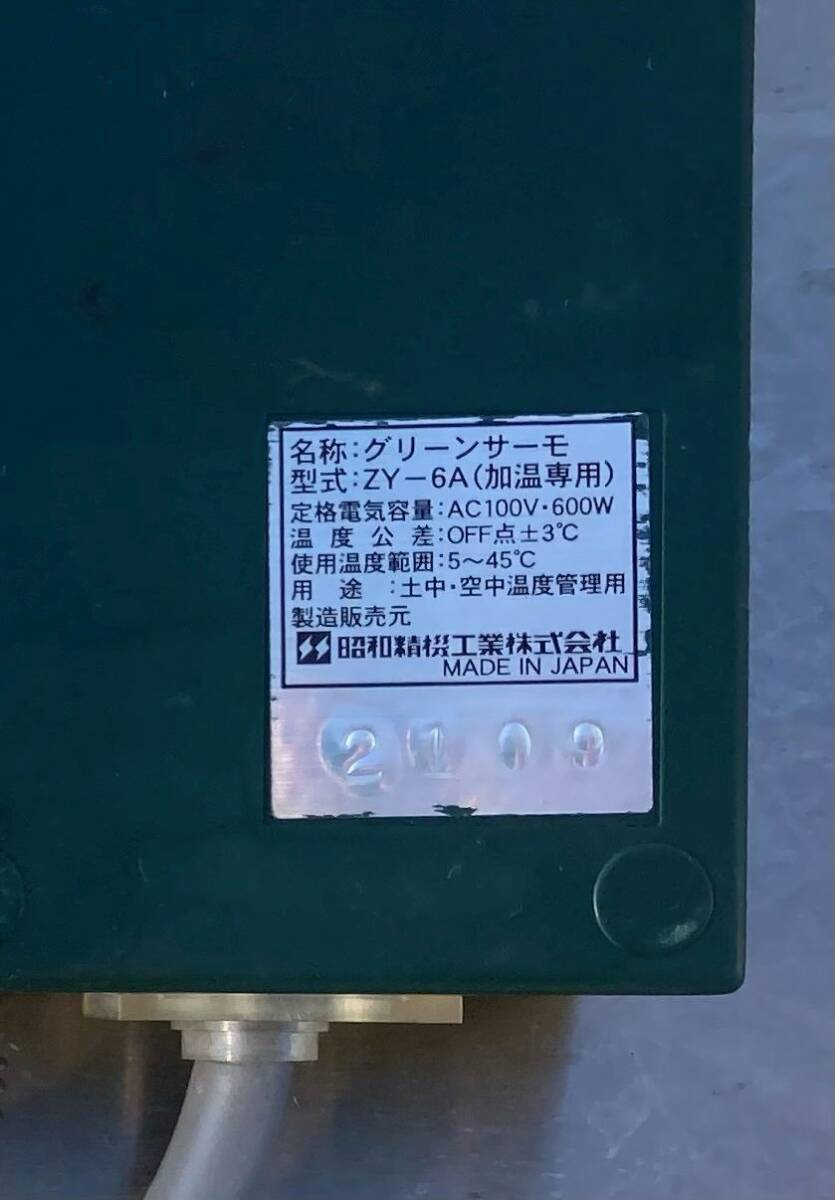 名称:グリーンサーモ
型式:ZY-6A(加温専用)
定格電気容量:AC100V・600W
温度公差:OFF点±3℃
使用温度範囲:5～45℃
用途:土中・空中温度管理用
製造販売元
昭和精機工業株式会社
MADE IN JAPAN
2109